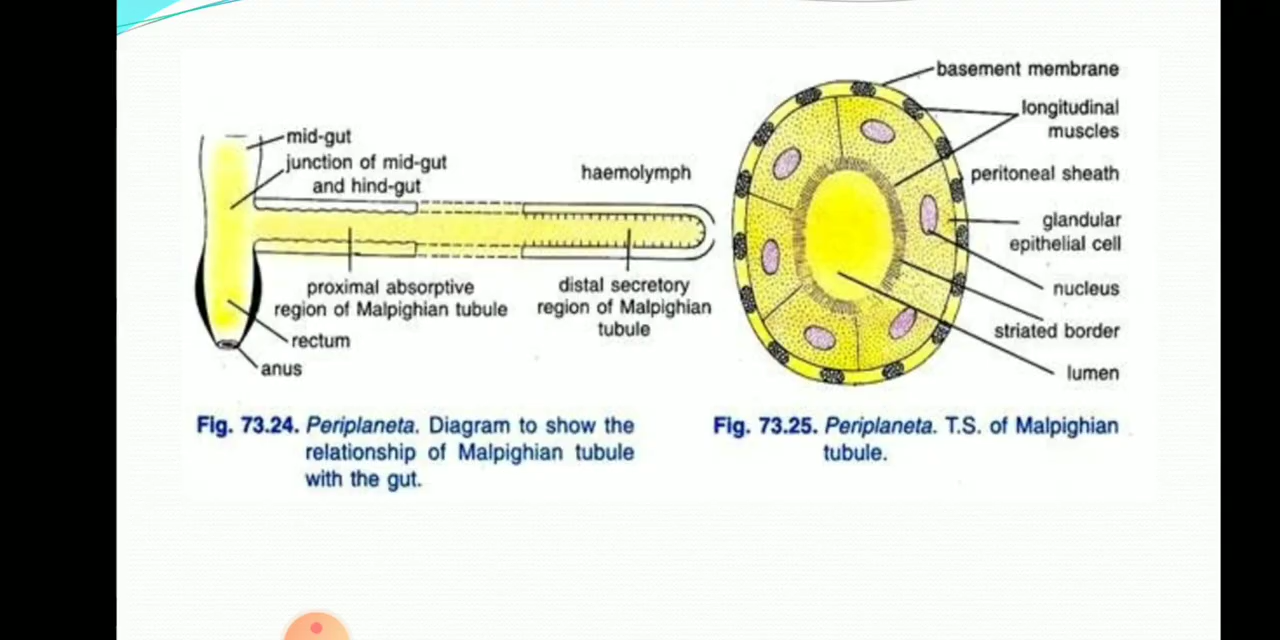 mid-gut
junction of mid-gut
and hind-gut
haemolymph
proximal absorptive
region of Malpighian tubule
distal secretory
region of Malpighian
tubule
rectum
anus
Fig. 73.24. Periplaneta. Diagram to show the
relationship of Malpighian tubule
with the gut.
basement membrane
longitudinal
muscles
peritoneal sheath
glandular
epithelial cell
nucleus
striated border
lumen
Fig. 73.25. Periplaneta. T.S. of Malpighian
tubule.